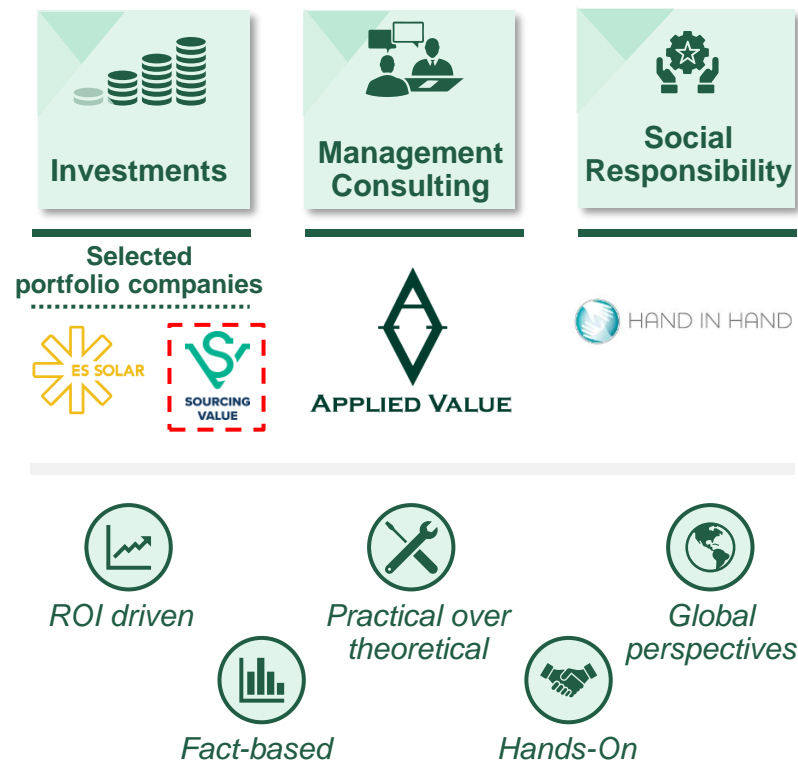 Investments
Management
Consulting
Social
Responsibility
Selected
portfolio companies
ES SOLAR
SOURCING
VALUE
APPLIED VALUE
HAND IN HAND
ROI driven
Practical over
theoretical
Global
perspectives
Fact-based
Hands-On